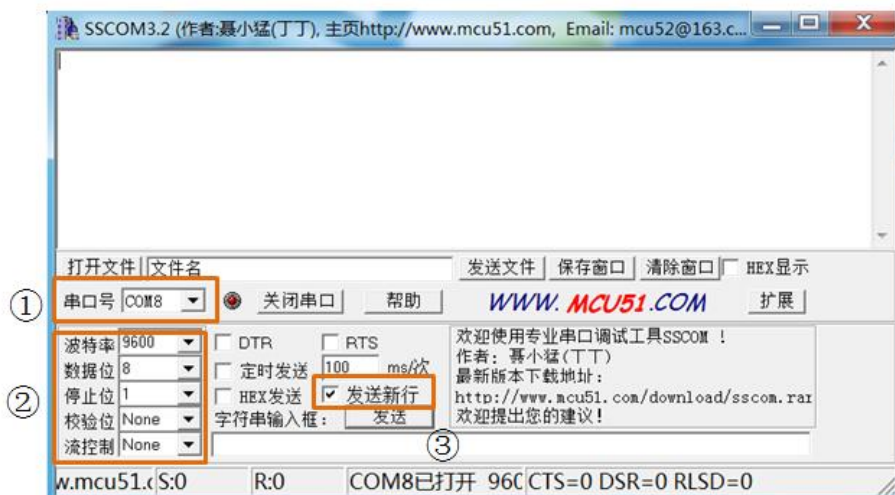 SSCOM3.2 (作者:聂小猛(丁丁), 主页http://www.mcu51.com, Email: mcu52@163.c...
打开文件 文件名 发送文件 保存窗口 清除窗口 HEX显示
① 串口号 COM8 关闭串口 帮助 WWW. MCU51 .COM 扩展
波特率 9600 DTR RTS
数据位 8 定时发送 100 ms/次
② 停止位 1 HEX发送 发送新行
校验位 None 字符串输入框: 发送
流控制 None ③
欢迎使用专业串口调试工具SSCOM !
作者: 聂小猛(丁丁)
最新版本下载地址:
http://www.mcu51.com/download/sscom.rar
欢迎提出您的建议!
w.mcu51.c S:0 R:0 COM8已打开 960 CTS=0 DSR=0 RLSD=0